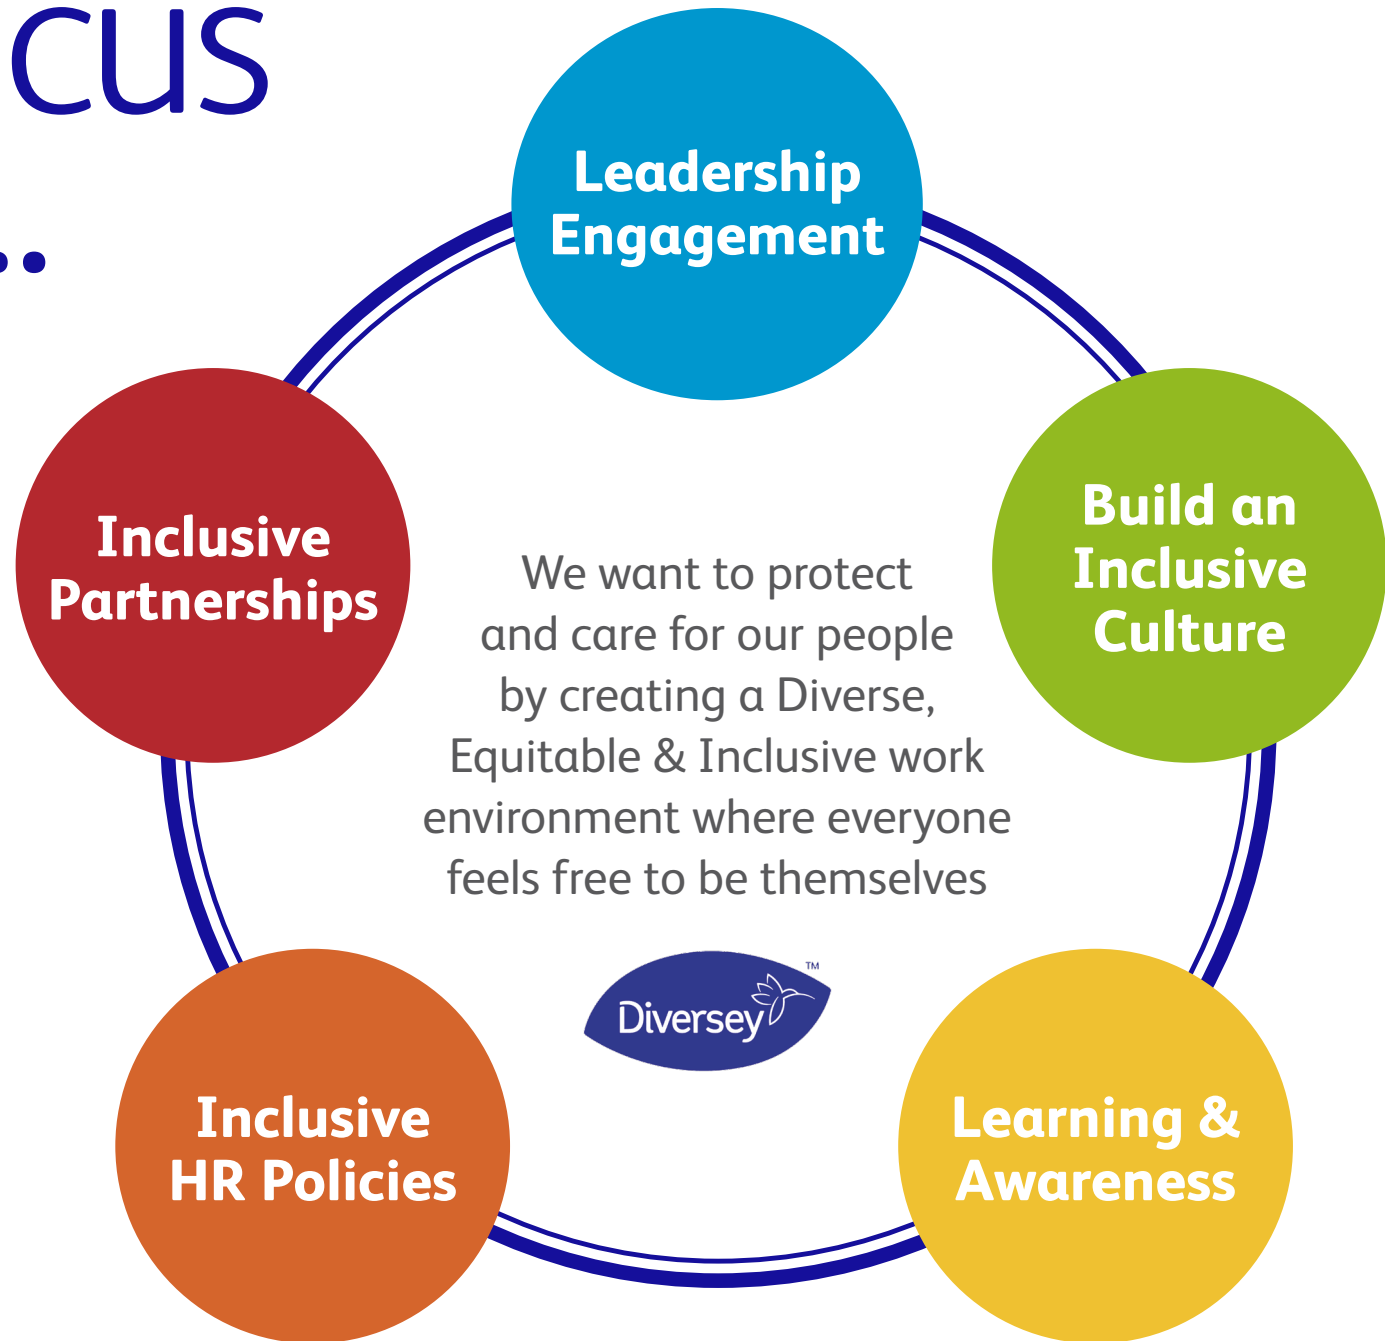 cus
..
Leadership
Engagement
Build an
Inclusive
Culture
Inclusive
Partnerships
We want to protect
and care for our people
by creating a Diverse,
Equitable & Inclusive work
environment where everyone
feels free to be themselves
Diversey
TM
Inclusive
HR Policies
Learning &
Awareness